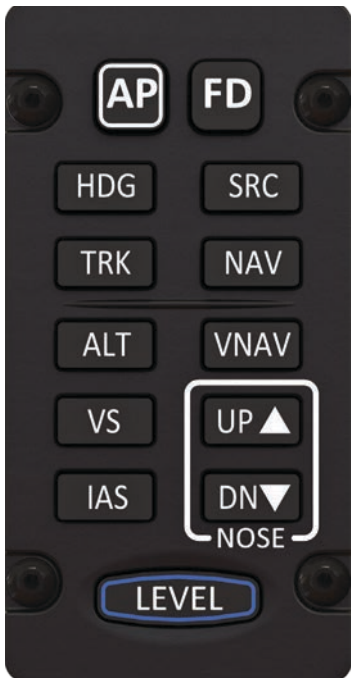 AP FD
HDG SRC
TRK NAV
ALT VNAV
VS UP▲
IAS DN▼
NOSE
LEVEL